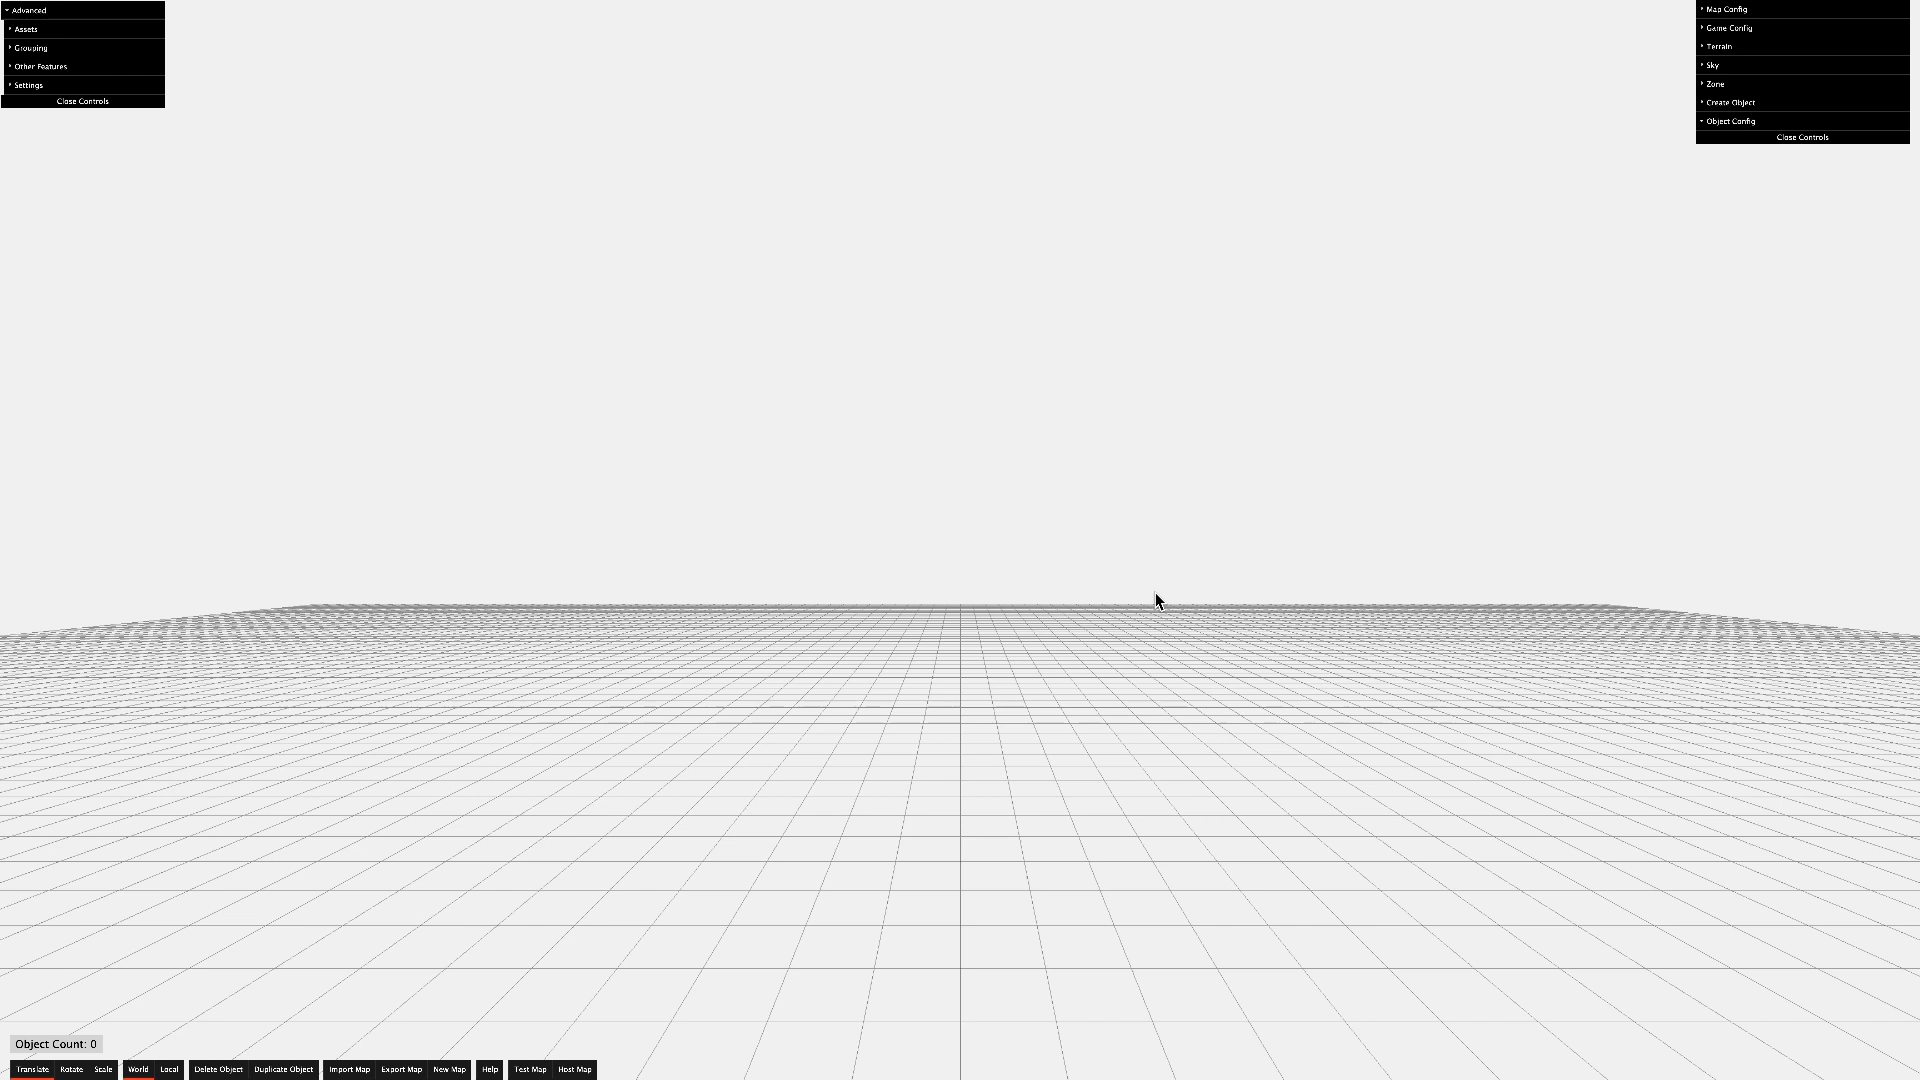 Advanced
Assets
Grouping
Other Features
Settings
Close Controls
Map Config
Game Config
Terrain
Sky
Zone
Create Object
Object Config
Close Controls
Object Count: 0
Translate Rotate Scale World Local Delete Object Duplicate Object Import Map Export Map New Map Help Test Map Host Map